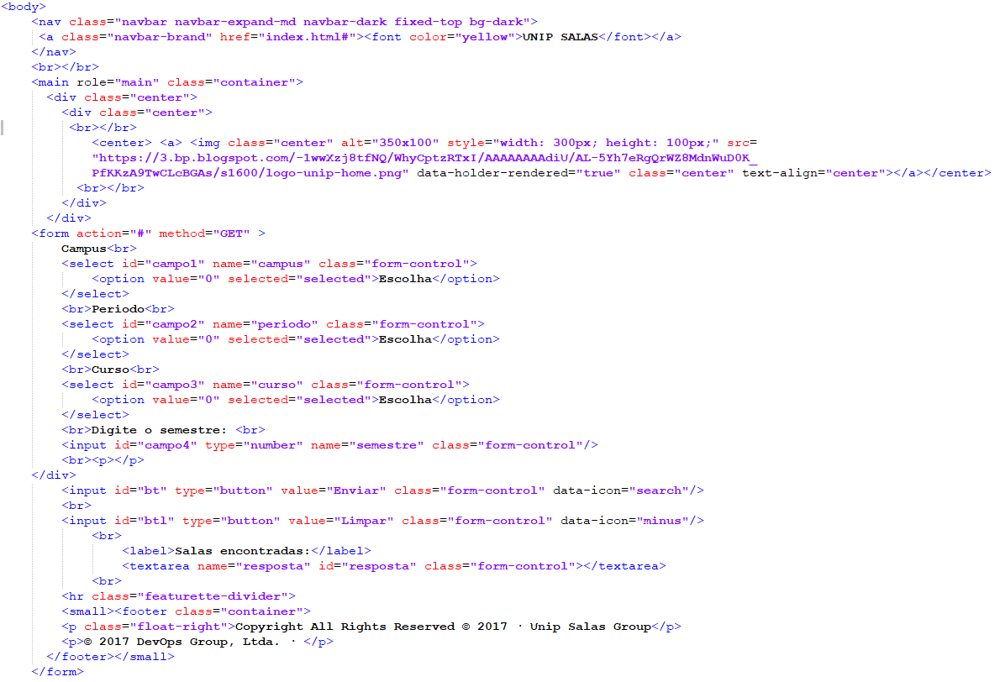 <body>
<nav class="navbar navbar-expand-md navbar-dark fixed-top bg-dark">
<a class="navbar-brand" href="index.html#"><font color="yellow">UNIP SALAS</font></a>
</nav>
<br></br>
<main role="main" class="container">
<div class="center">
<div class="center">
<br></br>
<center> <a> <img class="center" alt="350x100" style="width: 300px; height: 100px;" src=
"https://3.bp.blogspot.com/-1wwXzj8tfNQ/WhyCptzRTxI/AAAAAAAAdiU/AL-5Yh7eRgQrWZ8MdnWuD0K_
PfKKzA9TwCLcBGAs/s1600/logo-unip-home.png" data-holder-rendered="true" class="center" text-align="center"></a></center>
<br></br>
</div>
</div>
<form action="#" method="GET" >
Campus<br>
<select id="campo1" name="campus" class="form-control">
<option value="0" selected="selected">Escolha</option>
</select>
<br>Periodo<br>
<select id="campo2" name="periodo" class="form-control">
<option value="0" selected="selected">Escolha</option>
</select>
<br>Curso<br>
<select id="campo3" name="curso" class="form-control">
<option value="0" selected="selected">Escolha</option>
</select>
<br>Digite o semestre: <br>
<input id="campo4" type="number" name="semestre" class="form-control"/>
<br><p></p>
</div>
<input id="bt" type="button" value="Enviar" class="form-control" data-icon="search"/>
<br>
<input id="btl" type="button" value="Limpar" class="form-control" data-icon="minus"/>
<br>
<label>Salas encontradas:</label>
<textarea name="resposta" id="resposta" class="form-control"></textarea>
<br>
<hr class="featurette-divider">
<small><footer class="container">
<p class="float-right">Copyright All Rights Reserved © 2017 · Unip Salas Group</p>
<p>© 2017 DevOps Group, Ltda. · </p>
</footer></small>
</form>